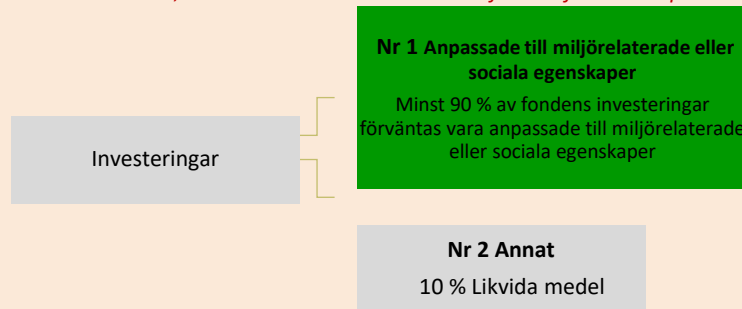 Nr 1 Anpassade till miljörelaterade eller
sociala egenskaper
Minst 90 % av fondens investeringar
förväntas vara anpassade till miljörelaterade
eller sociala egenskaper
Investeringar
Nr 2 Annat
10 % Likvida medel